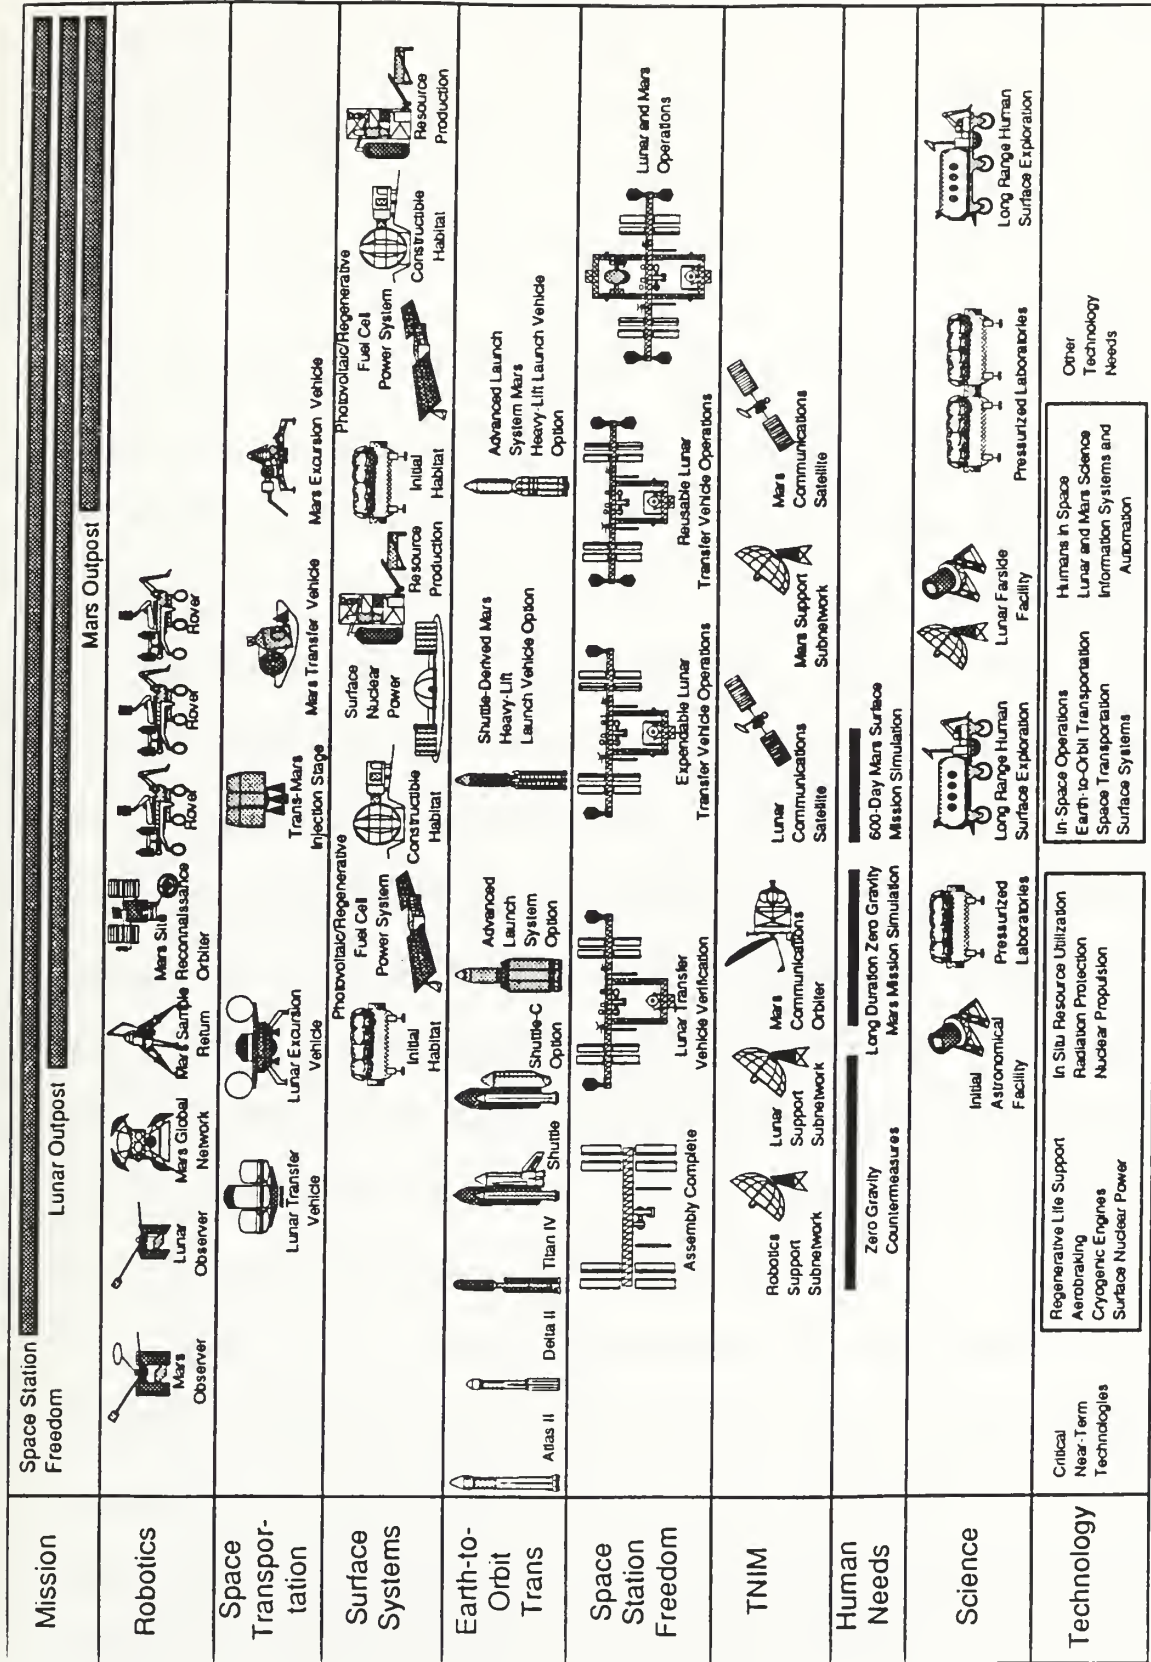 Mission
Space Station
Freedom
Lunar Outpost
Mars Outpost
Robotics
Mars
Observer
Lunar
Observer
Mars Global
Network
Mars Sample
Return
Mars Site
Reconnaissance
Orbiter
Rover
Rover
Rover
Space
Transpor-
tation
Lunar Transfer
Vehicle
Lunar Excursion
Vehicle
Trans-Mars
Injection Stage
Mars Transfer Vehicle
Mars Excursion Vehicle
Surface
Systems
Initial
Habitat
Photovoltaic/Regenerative
Fuel Cell
Power System
Constructible
Habitat
Surface
Nuclear
Power
Resource
Production
Initial
Habitat
Photovoltaic/Regenerative
Fuel Cell
Power System
Constructible
Habitat
Resource
Production
Earth-to-
Orbit
Trans
Atlas II
Delta II
Titan IV
Shuttle
Shuttle-C
Option
Advanced
Launch
System
Option
Shuttle-Derived Mars
Heavy-Lift
Launch Vehicle Option
Advanced Launch
System Mars
Heavy-Lift Launch Vehicle
Option
Space
Station
Freedom
Assembly Complete
Lunar Transfer
Vehicle Verification
Expendable Lunar
Transfer Vehicle Operations
Reusable Lunar
Transfer Vehicle Operations
Lunar and Mars
Operations
TNIM
Robotics
Support
Subnetwork
Lunar
Support
Subnetwork
Mars
Communications
Orbiter
Lunar
Communications
Satellite
Mars Support
Subnetwork
Mars
Communications
Satellite
Human
Needs
Zero Gravity
Countermeasures
Long Duration Zero Gravity
Mars Mission Simulation
600-Day Mars Surface
Mission Simulation
Science
Initial
Astronomical
Facility
Pressurized
Laboratories
Long Range Human
Surface Exploration
Lunar Farside
Facility
Pressurized Laboratories
Long Range Human
Surface Exploration
Technology
Critical
Near-Term
Technologies
Regenerative Life Support
Aerobraking
Cryogenic Engines
Surface Nuclear Power
In Situ Resource Utilization
Radiation Protection
Nuclear Propulsion
In-Space Operations
Earth-to-Orbit Transportation
Space Transportation
Surface Systems
Humans in Space
Lunar and Mars Science
Information Systems and
Automation
Other
Technology
Needs